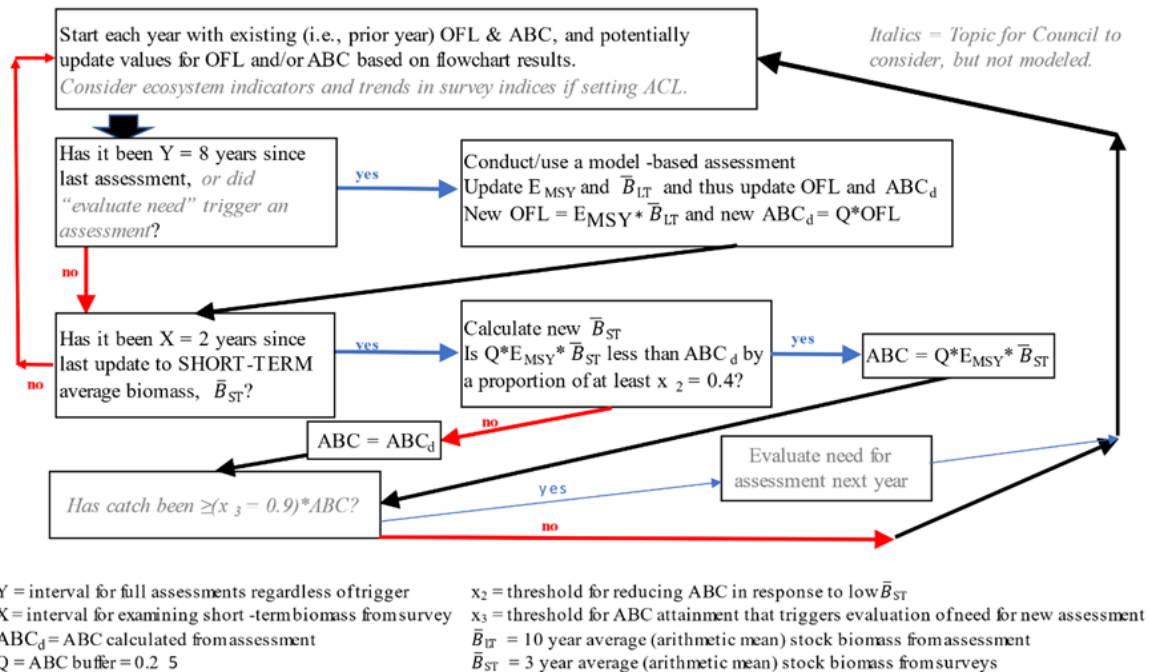 Start each year with existing (i.e., prior year) OFL & ABC, and potentially
update values for OFL and/or ABC based on flowchart results.
Consider ecosystem indicators and trends in survey indices if setting ACL.
Italics = Topic for Council to
consider, but not modeled.
Has it been Y = 8 years since
last assessment, or did
“evaluate need” trigger an
assessment?
yes
Conduct/use a model -based assessment
Update E MSY and B̅ LT and thus update OFL and ABC d
New OFL = E MSY * B̅ LT and new ABC d = Q*OFL
no
Has it been X = 2 years since
last update to SHORT-TERM
average biomass, B̅ ST?
yes
no
Calculate new B̅ ST
Is Q*E MSY * B̅ ST less than ABC d by
a proportion of at least x 2 = 0.4?
yes
ABC = Q*E MSY * B̅ ST
no
ABC = ABC d
Has catch been ≥(x 3 = 0.9)*ABC?
yes
Evaluate need for
assessment next year
no
Y = interval for full assessments regardless of trigger
X = interval for examining short -term biomass from survey
ABC d = ABC calculated from assessment
Q = ABC buffer = 0.2 5
x2 = threshold for reducing ABC in response to low B̅ ST
x3 = threshold for ABC attainment that triggers evaluation of need for new assessment
B̅ LT = 10 year average (arithmetic mean) stock biomass from assessment
B̅ ST = 3 year average (arithmetic mean) stock biomass from surveys